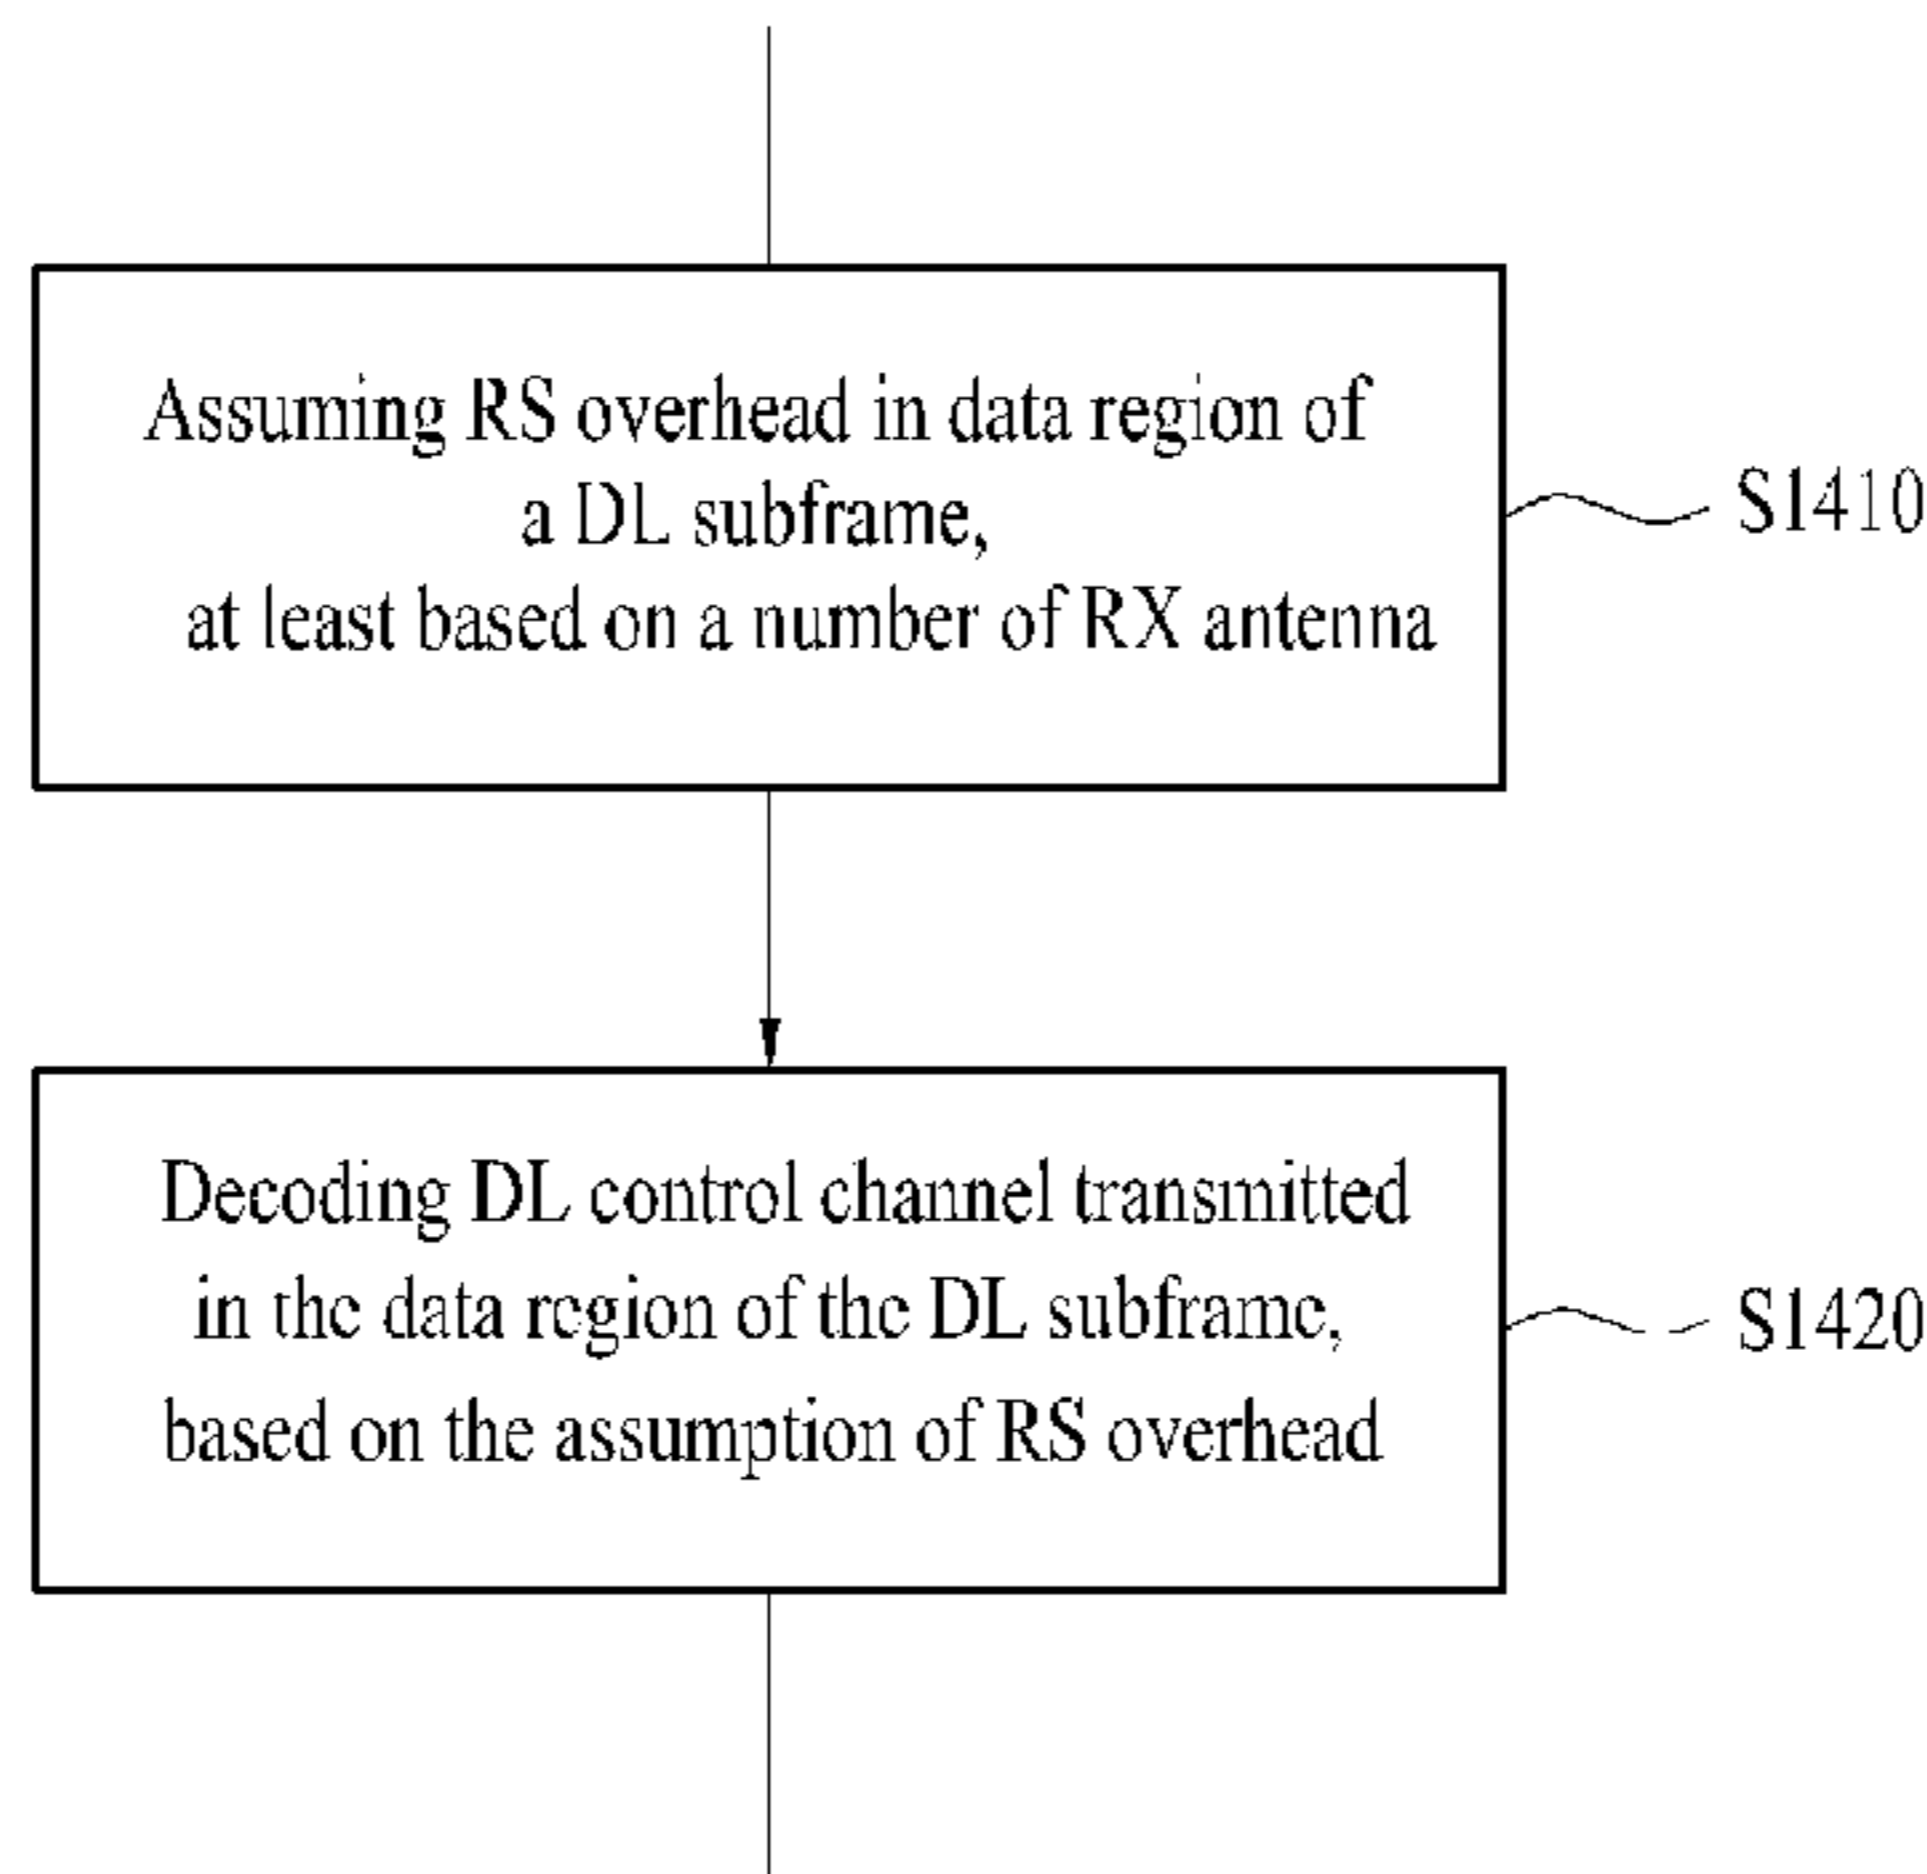 Assuming RS overhead in data region of
a DL subframe,
at least based on a number of RX antenna
S1410
Decoding DL control channel transmitted
in the data region of the DL subframe,
based on the assumption of RS overhead
S1420